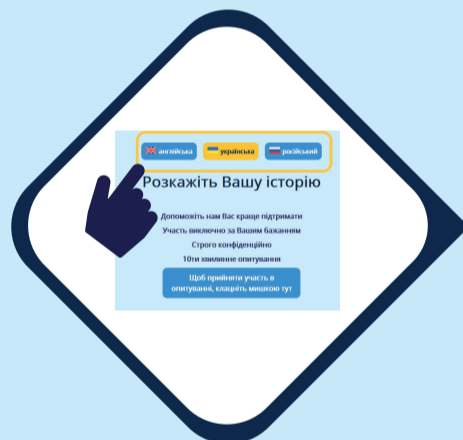 англійська українська російський
Розкажіть Вашу історію
Допоможіть нам Вас краще підтримати
Участь виключно за Вашим бажанням
Строго конфіденційно
10ти хвилинне опитування
Щоб прийняти участь в
опитуванні, клацніть мишкою тут